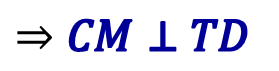 ⇒ CM ⊥ TD